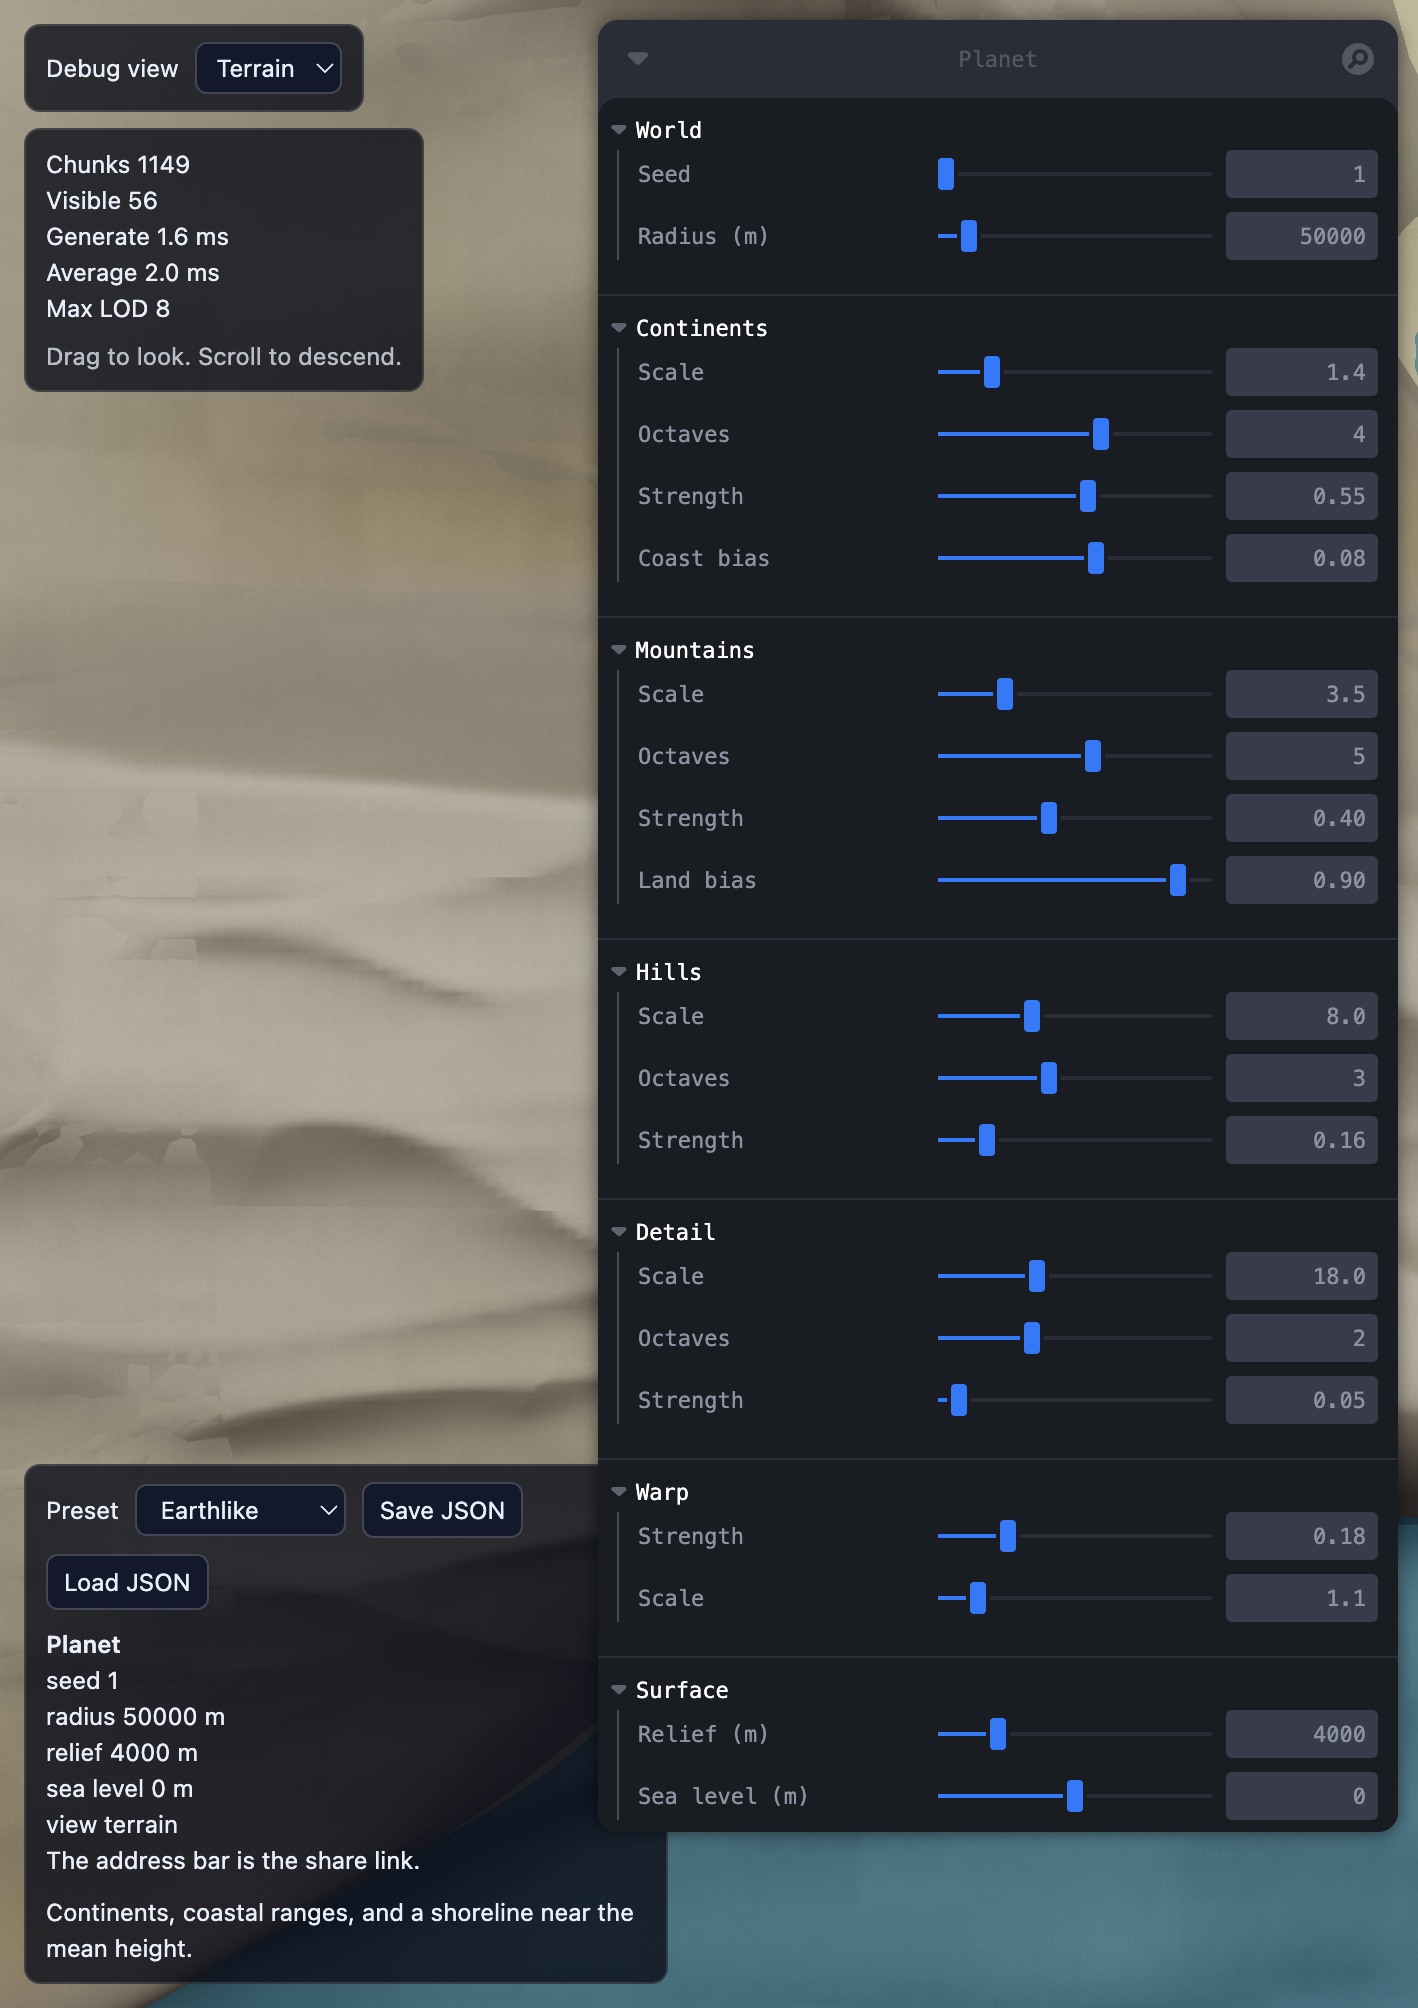 Debug view Terrain
Chunks 1149
Visible 56
Generate 1.6 ms
Average 2.0 ms
Max LOD 8
Drag to look. Scroll to descend.
Planet
World
Seed 1
Radius (m) 50000
Continents
Scale 1.4
Octaves 4
Strength 0.55
Coast bias 0.08
Mountains
Scale 3.5
Octaves 5
Strength 0.40
Land bias 0.90
Hills
Scale 8.0
Octaves 3
Strength 0.16
Detail
Scale 18.0
Octaves 2
Strength 0.05
Warp
Strength 0.18
Scale 1.1
Surface
Relief (m) 4000
Sea level (m) 0
Preset Earthlike Save JSON
Load JSON
Planet
seed 1
radius 50000 m
relief 4000 m
sea level 0 m
view terrain
The address bar is the share link.
Continents, coastal ranges, and a shoreline near the
mean height.